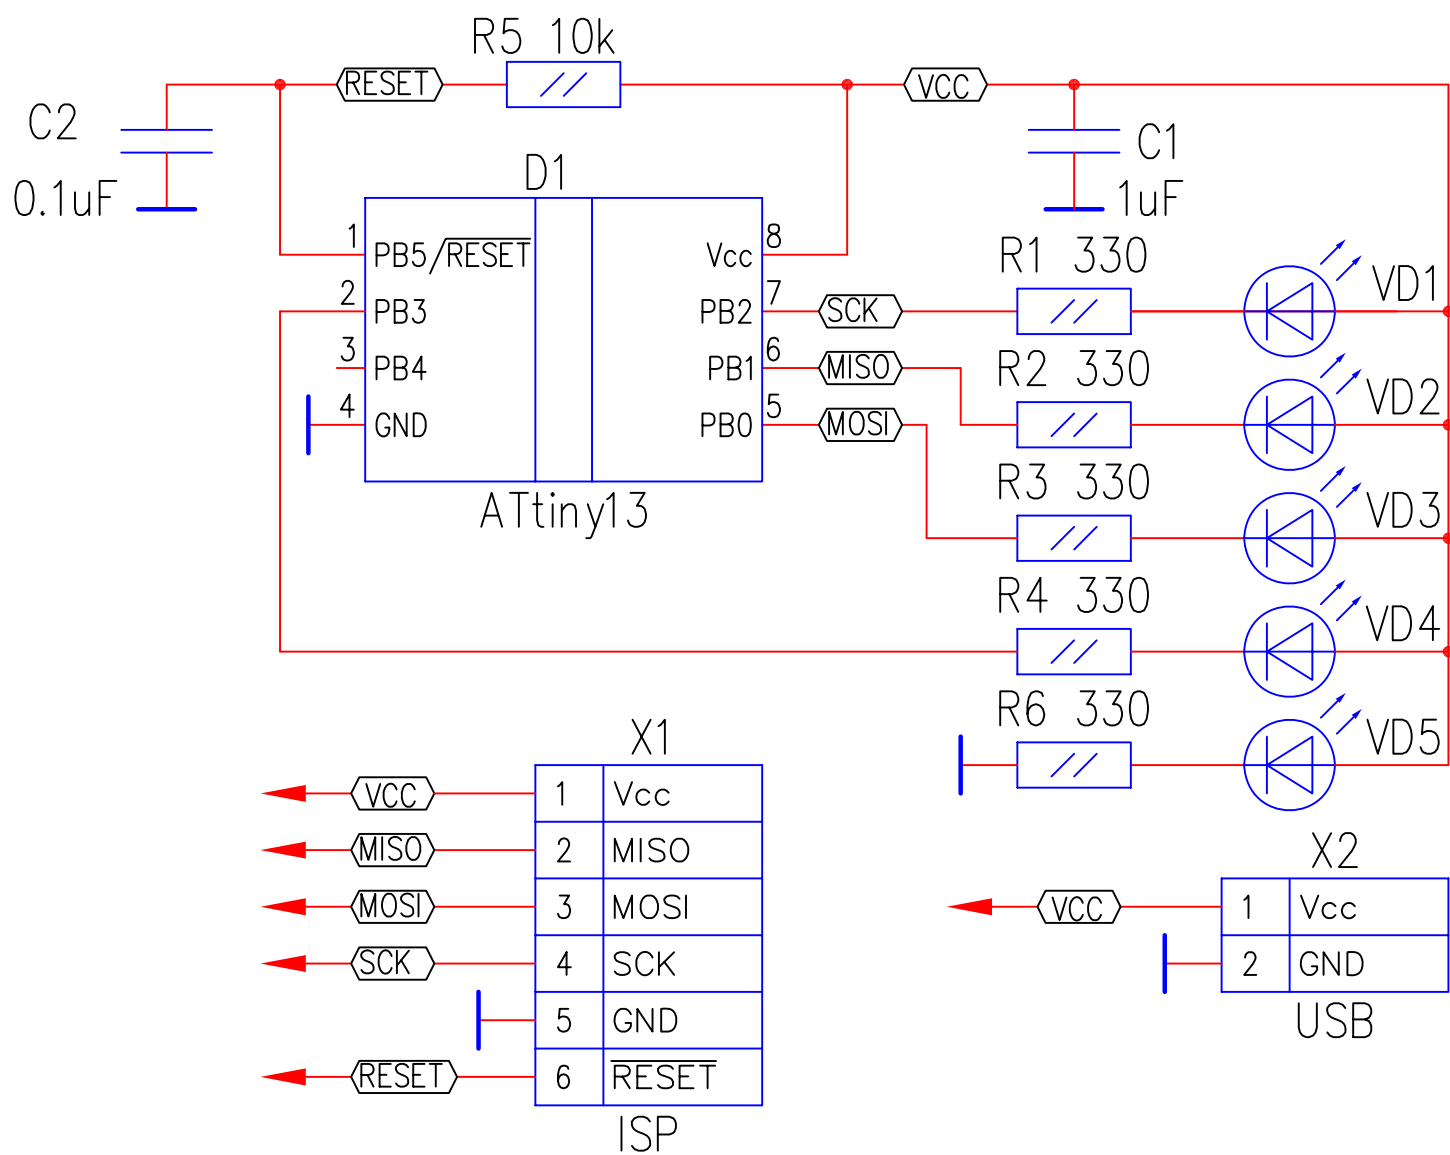 R5 10k
RESET
VCC
C2
0.1uF
C1
1uF
D1
1 PB5/RESET
2 PB3
3 PB4
4 GND
Vcc 8
PB2 7
PB1 6
PB0 5
ATtiny13
SCK
MISO
MOSI
R1 330
VD1
R2 330
VD2
R3 330
VD3
R4 330
VD4
R6 330
VD5
X1
VCC 1 Vcc
MISO 2 MISO
MOSI 3 MOSI
SCK 4 SCK
5 GND
RESET 6 RESET
ISP
X2
VCC 1 Vcc
2 GND
USB